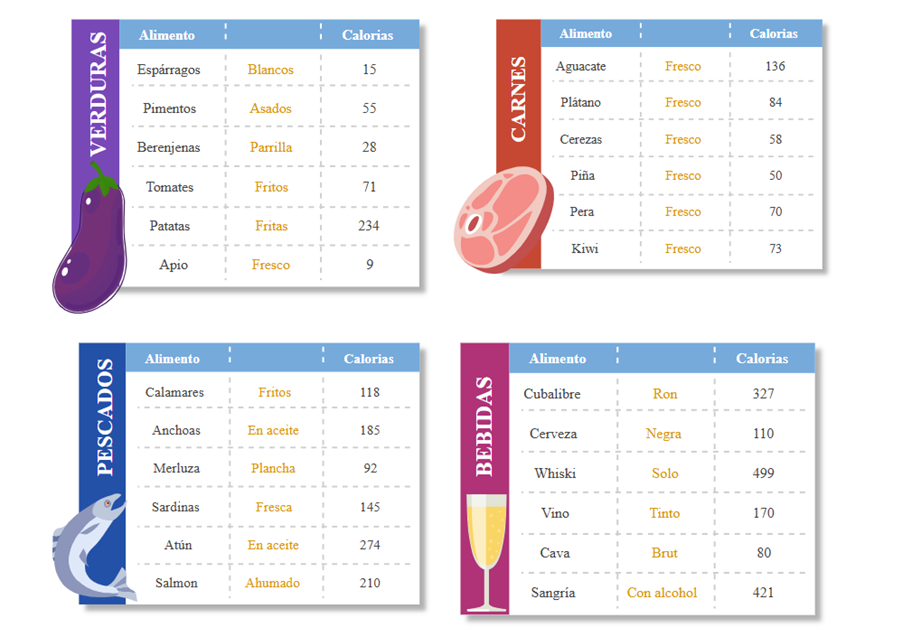 VERDURAS
Alimento Calorias
Espárragos Blancos 15
Pimentos Asados 55
Berenjenas Parrilla 28
Tomates Fritos 71
Patatas Fritas 234
Apio Fresco 9
CARNES
Alimento Calorias
Aguacate Fresco 136
Plátano Fresco 84
Cerezas Fresco 58
Piña Fresco 50
Pera Fresco 70
Kiwi Fresco 73
PESCADOS
Alimento Calorias
Calamares Fritos 118
Anchoas En aceite 185
Merluza Plancha 92
Sardinas Fresca 145
Atún En aceite 274
Salmon Ahumado 210
BEBIDAS
Alimento Calorias
Cubalibre Ron 327
Cerveza Negra 110
Whiski Solo 499
Vino Tinto 170
Cava Brut 80
Sangría Con alcohol 421